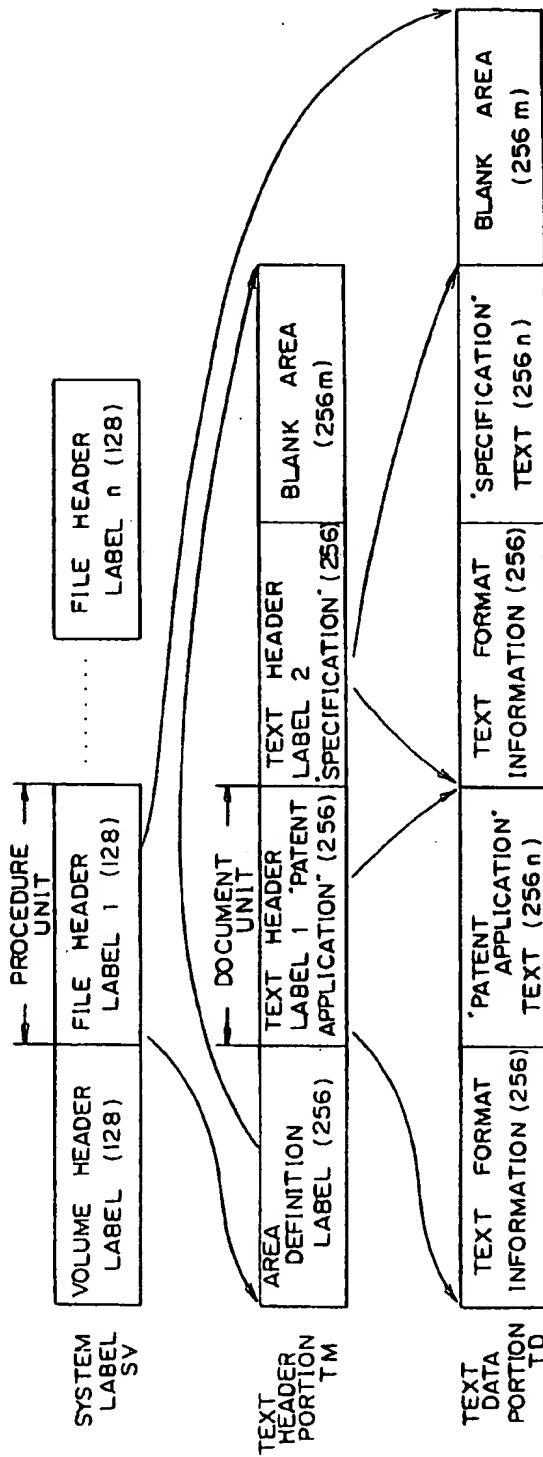 PROCEDURE
UNIT
SYSTEM
LABEL
SV
VOLUME HEADER
LABEL (128)
FILE HEADER
LABEL 1 (128)
........
FILE HEADER
LABEL n (128)
DOCUMENT
UNIT
TEXT
HEADER
PORTION
TM
AREA
DEFINITION
LABEL (256)
TEXT HEADER
LABEL 1 "PATENT
APPLICATION" (256)
TEXT HEADER
LABEL 2
"SPECIFICATION" (256)
BLANK AREA
(256m)
TEXT
DATA
PORTION
TD
TEXT FORMAT
INFORMATION (256)
"PATENT
APPLICATION"
TEXT (256n)
TEXT FORMAT
INFORMATION (256)
"SPECIFICATION"
TEXT (256n)
BLANK AREA
(256m)